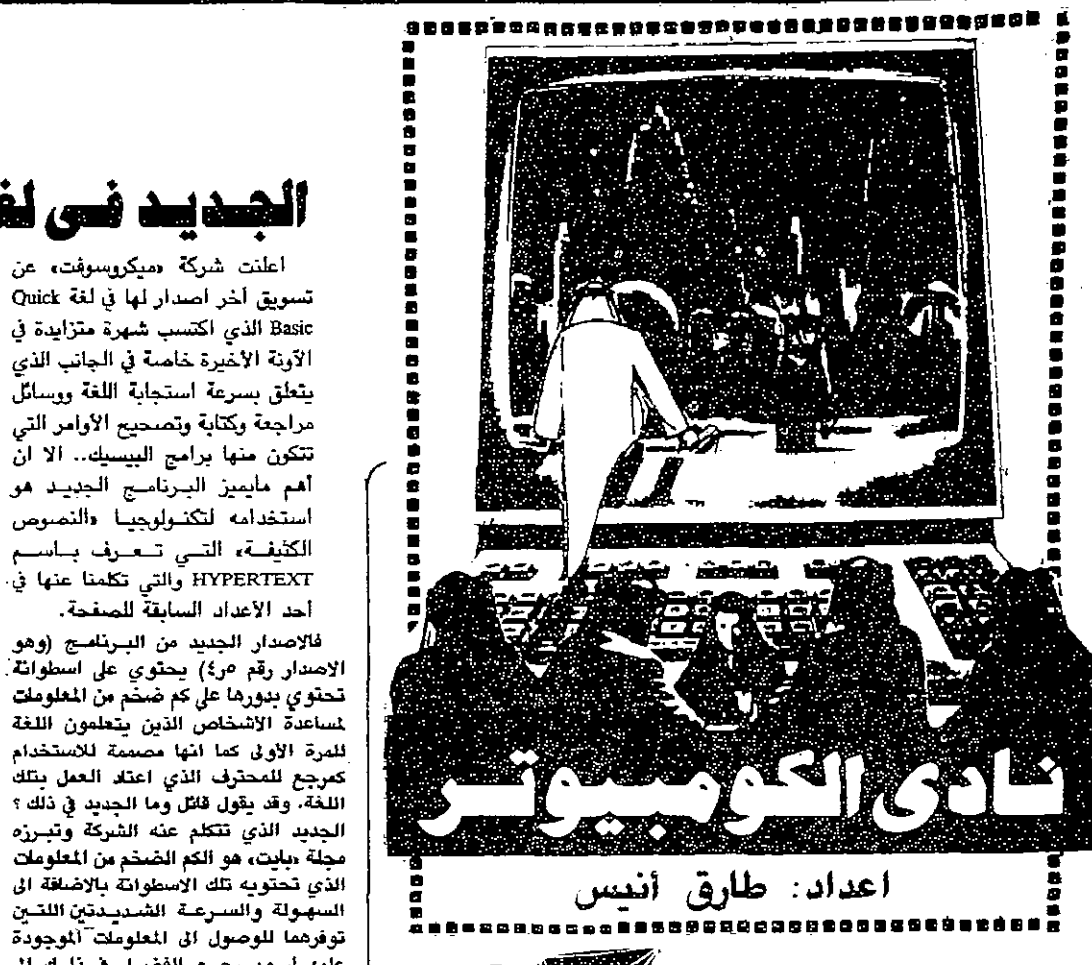 نادى الكومبيوتر
اعداد: طارق أنيس
الجديد فى
اعلنت شركة «ميكروسوفت» عن
تسويق أخر اصدار لها في لغة Quick
Basic الذي اكتسب شهرة متزايدة في
الآونة الأخيرة خاصة في الجانب الذي
يتعلق بسرعة استجابة اللغة ووسائل
مراجعة وكتابة وتصحيح الأوامر التي
تتكون منها برامج البيسيك.. الا ان
أهم مايميز البرنامج الجديد هو
استخدامه لتكنولوجيا «النصوص
الكثيفة» التي تعرف باسم
HYPERTEXT والتي تكلمنا عنها في
أحد الأعداد السابقة للصفحة.
فالاصدار الجديد من البرنامج (وهو
الاصدار رقم ٤٫٥) يحتوي على اسطوانة
تحتوي بدورها على كم ضخم من المعلومات
لمساعدة الاشخاص الذين يتعلمون اللغة
للمرة الأولى كما انها مصممة للاستخدام
كمرجع للمحترف الذي اعتاد العمل بتلك
اللغة. وقد يقول قائل وما الجديد في ذلك ؟
الجديد الذي تتكلم عنه الشركة وتبرزه
مجلة «بايت» هو الكم الضخم من المعلومات
الذي تحتويه تلك الاسطوانة بالاضافة الى
السهولة والسرعة الشديدتين اللتين
توفرهما للوصول الى المعلومات الموجودة